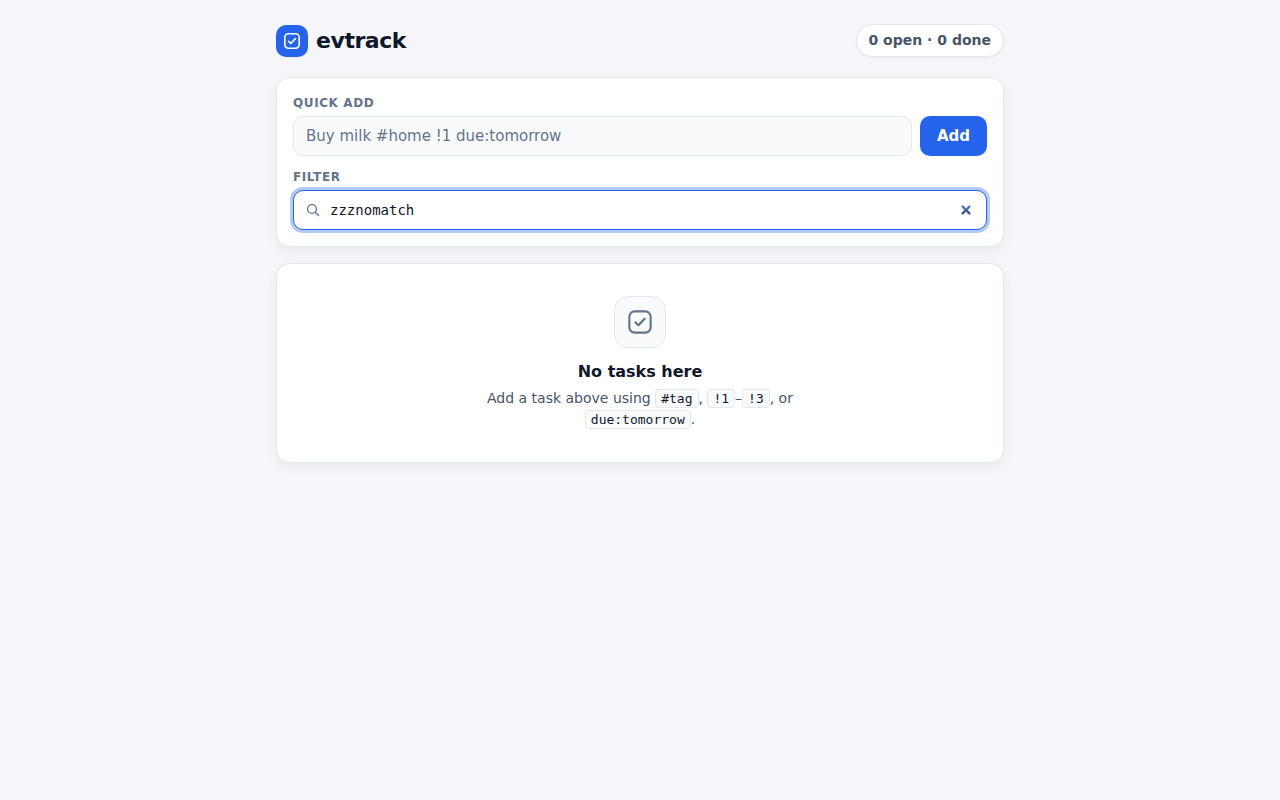 evtrack
0 open · 0 done
QUICK ADD
Buy milk #home !1 due:tomorrow
Add
FILTER
zzznomatch
No tasks here
Add a task above using #tag, !1–!3, or
due:tomorrow.